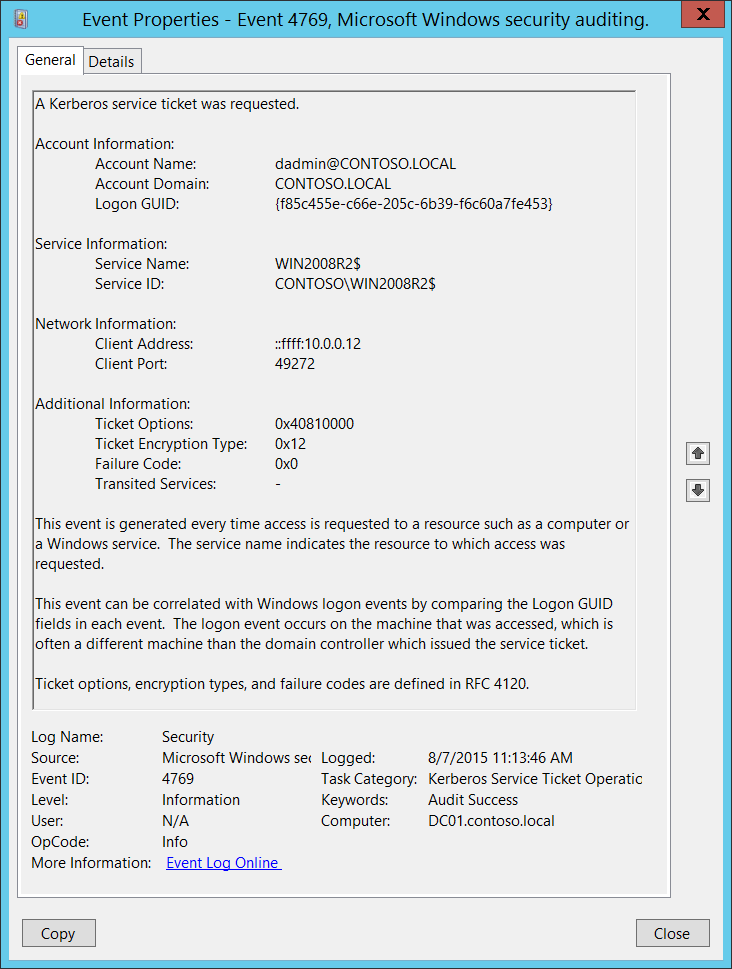 Event Properties - Event 4769, Microsoft Windows security auditing.
X
General Details
A Kerberos service ticket was requested.
Account Information:
Account Name: dadmin@CONTOSO.LOCAL
Account Domain: CONTOSO.LOCAL
Logon GUID: {f85c455e-c66e-205c-6b39-f6c60a7fe453}
Service Information:
Service Name: WIN2008R2$
Service ID: CONTOSO\WIN2008R2$
Network Information:
Client Address: ::ffff:10.0.0.12
Client Port: 49272
Additional Information:
Ticket Options: 0x40810000
Ticket Encryption Type: 0x12
Failure Code: 0x0
Transited Services: -
This event is generated every time access is requested to a resource such as a computer or
a Windows service.  The service name indicates the resource to which access was
requested.
This event can be correlated with Windows logon events by comparing the Logon GUID
fields in each event.  The logon event occurs on the machine that was accessed, which is
often a different machine than the domain controller which issued the service ticket.
Ticket options, encryption types, and failure codes are defined in RFC 4120.
Log Name: Security
Source: Microsoft Windows sec Logged: 8/7/2015 11:13:46 AM
Event ID: 4769 Task Category: Kerberos Service Ticket Operatic
Level: Information Keywords: Audit Success
User: N/A Computer: DC01.contoso.local
OpCode: Info
More Information: Event Log Online
Copy Close